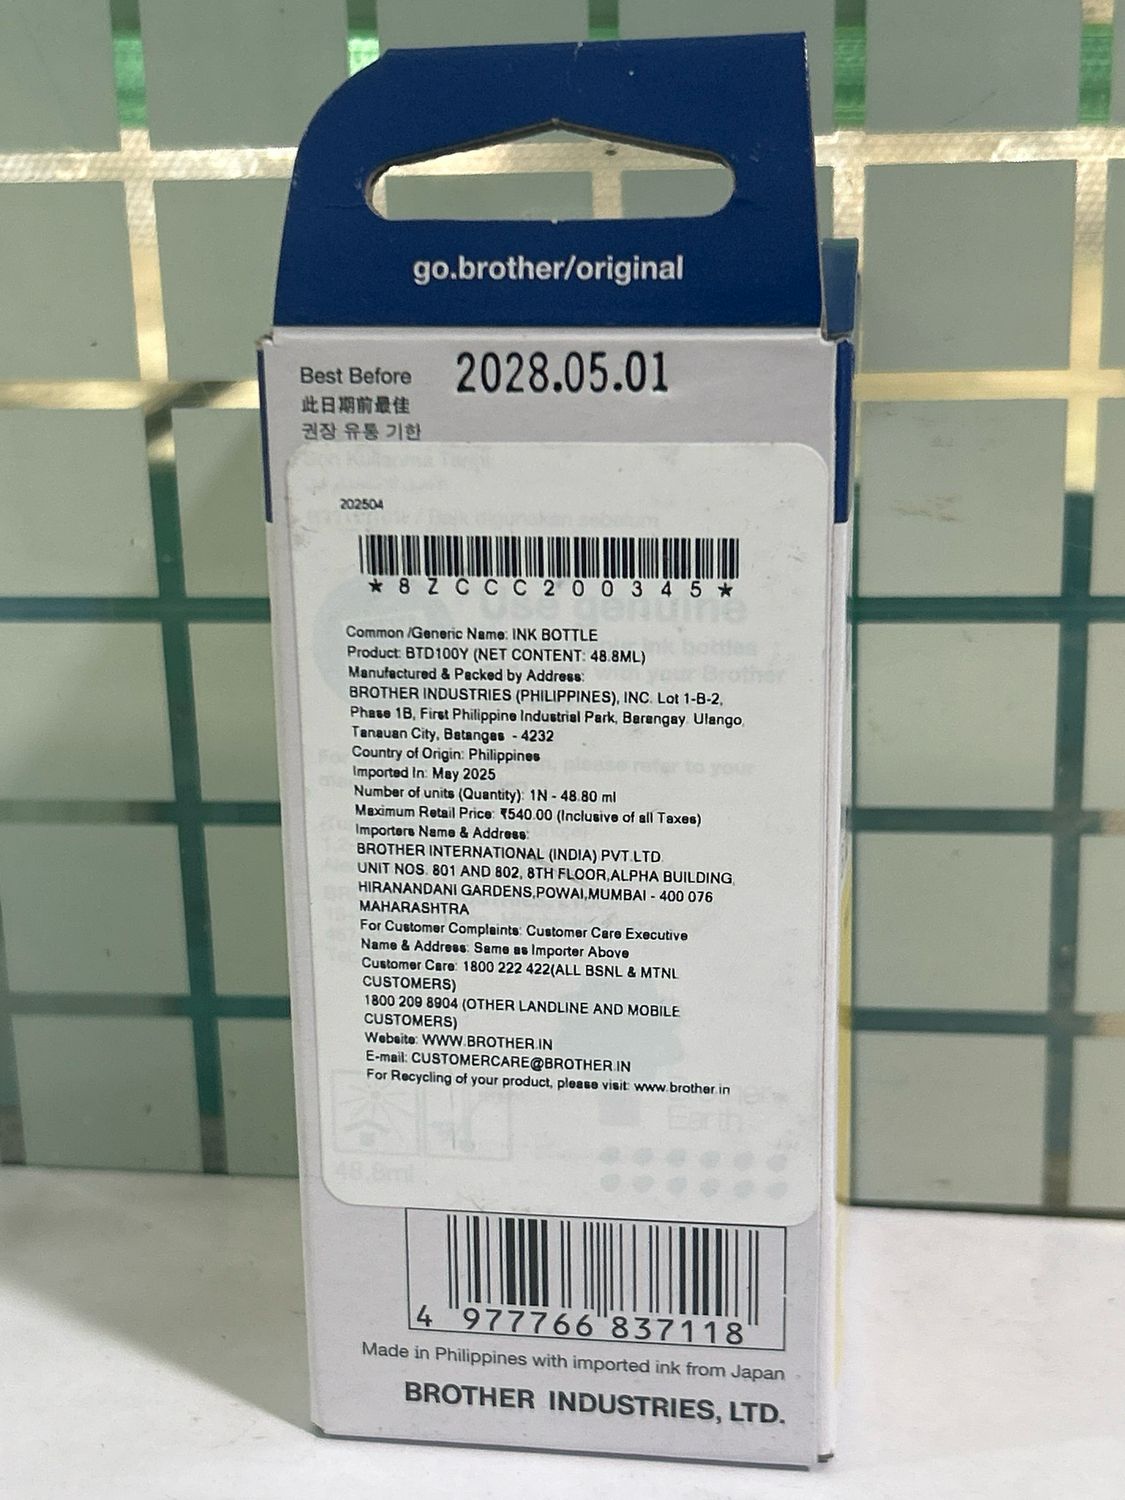 go.brother/original
Best Before 2028.05.01
此日期前最佳
권장 유통 기한
202504
*8ZCCC200345*
Common /Generic Name: INK BOTTLE
Product: BTD100Y (NET CONTENT: 48.8ML)
Manufactured & Packed by Address:
BROTHER INDUSTRIES (PHILIPPINES), INC. Lot 1-B-2,
Phase 1B, First Philippine Industrial Park, Barangay. Ulango,
Tanauan City, Batangas - 4232
Country of Origin: Philippines
Imported In: May 2025
Number of units (Quantity): 1N - 48.80 ml
Maximum Retail Price: ₹540.00 (Inclusive of all Taxes)
Importers Name & Address:
BROTHER INTERNATIONAL (INDIA) PVT.LTD.
UNIT NOS. 801 AND 802, 8TH FLOOR,ALPHA BUILDING,
HIRANANDANI GARDENS,POWAI,MUMBAI - 400 076
MAHARASHTRA
For Customer Complaints: Customer Care Executive
Name & Address: Same as Importer Above
Customer Care: 1800 222 422(ALL BSNL & MTNL
CUSTOMERS)
1800 209 8904 (OTHER LANDLINE AND MOBILE
CUSTOMERS)
Website: WWW.BROTHER.IN
E-mail: CUSTOMERCARE@BROTHER.IN
For Recycling of your product, please visit: www.brother.in
48.8ml
4 977766 837118
Made in Philippines with imported ink from Japan
BROTHER INDUSTRIES, LTD.